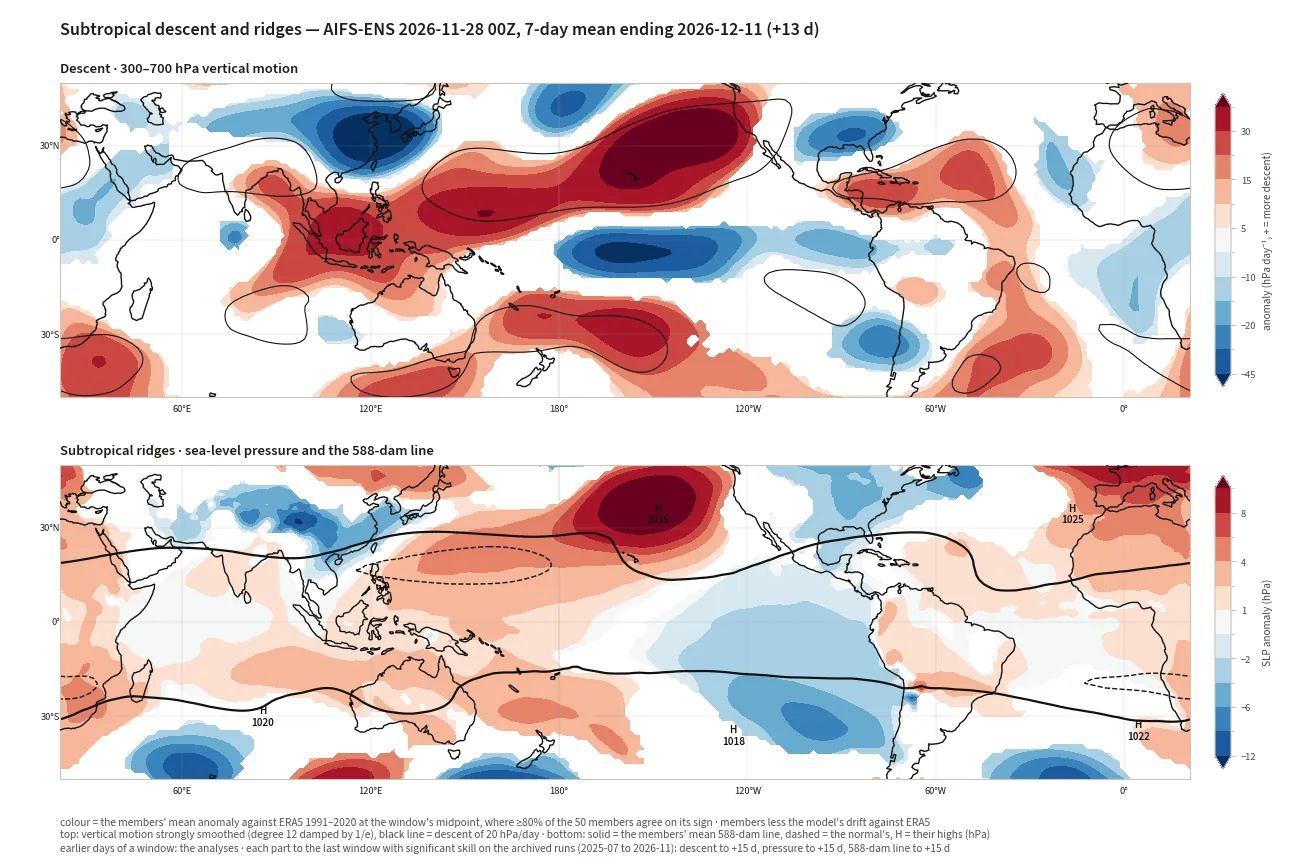 Subtropical descent and ridges — AIFS-ENS 2026-11-28 00Z, 7-day mean ending 2026-12-11 (+13 d)
Descent · 300–700 hPa vertical motion
30°N
0°
30°S
60°E
120°E
180°
120°W
60°W
0°
30
15
5
−10
−20
−45
anomaly (hPa day⁻¹, + = more descent)
Subtropical ridges · sea-level pressure and the 588-dam line
H
1035
H
1025
H
1020
H
1018
H
1022
30°N
0°
30°S
60°E
120°E
180°
120°W
60°W
0°
8
4
1
−2
−6
−12
SLP anomaly (hPa)
colour = the members' mean anomaly against ERA5 1991–2020 at the window's midpoint, where ≥80% of the 50 members agree on its sign · members less the model's drift against ERA5
top: vertical motion strongly smoothed (degree 12 damped by 1/e), black line = descent of 20 hPa/day · bottom: solid = the members' mean 588-dam line, dashed = the normal's, H = their highs (hPa)
earlier days of a window: the analyses · each part to the last window with significant skill on the archived runs (2025-07 to 2026-11): descent to +15 d, pressure to +15 d, 588-dam line to +15 d